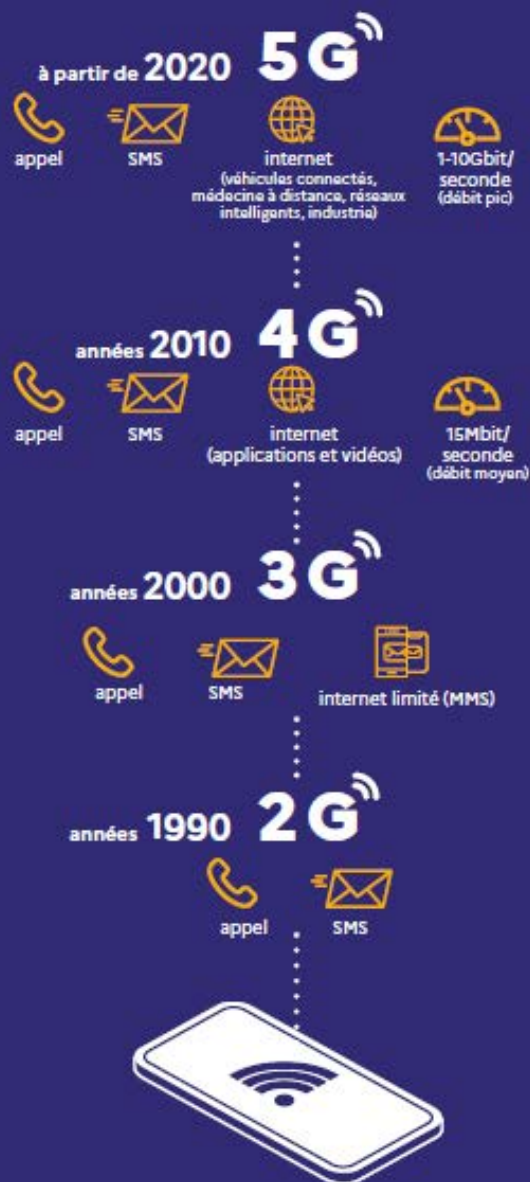 à partir de 2020 5G
appel
SMS
internet
(véhicules connectés,
médecine à distance, réseaux
intelligents, industrie)
1-10Gbit/
seconde
(débit pic)
années 2010 4G
appel
SMS
internet
(applications et vidéos)
15Mbit/
seconde
(débit moyen)
années 2000 3G
appel
SMS
internet limité (MMS)
années 1990 2G
appel
SMS